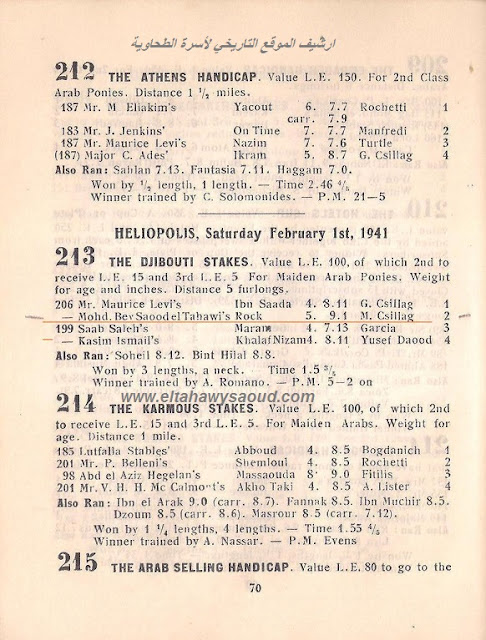 ارشيف الموقع التاريخي لأسرة الطحاوية
212 THE ATHENS HANDICAP. Value L.E. 150. For 2nd Class
Arab Ponies. Distance 1 ½ miles.
187 Mr. M Eliakim's Yacout 6. 7.7 Rochetti 1
carr. 7.9
183 Mr. J. Jenkins' On Time 7. 7.7 Manfredi 2
187 Mr. Maurice Levi's Nazim 7. 7.6 Turtle 3
(187) Major C. Ades' Ikram 5. 8.7 G. Csillag 4
Also Ran: Sahlan 7.13. Fantasia 7.11. Haggam 7.0.
Won by ½ length, 1 length. — Time 2.46 ⅘
Winner trained by C. Solomonides. — P.M. 21—5
HELIOPOLIS, Saturday February 1st, 1941
213 THE DJIBOUTI STAKES. Value L.E. 100, of which 2nd to
receive L.E. 15 and 3rd L.E. 5 For Maiden Arab Ponies. Weight
for age and inches. Distance 5 furlongs.
206 Mr. Maurice Levi's Ibn Saada 4. 8.11 G. Csillag 1
— Mohd. Bey Saood el Tahawi's Rock 5. 9.1 M. Csillag 2
199 Saab Saleh's Maram 4. 7.13 Garcia 3
— Kasim Ismail's Khalaf Nizam 4. 8.11 Yusef Daood 4
Also Ran: Soheil 8.12. Bint Hilal 8.8.
Won by 3 lengths, a neck. Time 1.5 ⅗
Winner trained by A. Romano. — P.M. 5—2 on
www.eltahawysaoud.com
214 THE KARMOUS STAKES. Value L.E. 100, of which 2nd
to receive L.E. 15 and 3rd L.E. 5. For Maiden Arabs. Weight for
age. Distance 1 mile.
185 Lutfalla Stables' Abboud 4. 8.5 Bogdanich 1
201 Mr. P. Belleni's Shemloul 4. 8.5 Rochetti 2
98 Abd el Aziz Hegelan's Massaouda 8 9.0 Fitilis 3
201 Mr. V. H. H. Mc Calmont's Akho Taki 4. 8.5 A. Lister 4
Also Ran: Ibn el Arak 9.0 (carr. 8.7). Fannak 8.5. Ibn Muchir 8.5.
Dzoum 8.5 (carr. 8.6). Masrour 8.5 (carr. 7.12).
Won by 1 ¼ lengths, 4 lengths. — Time 1.55 ⅘
Winner trained by A. Nassar. — P.M. Evens
215 THE ARAB SELLING HANDICAP. Value L.E. 80 to go to the
70